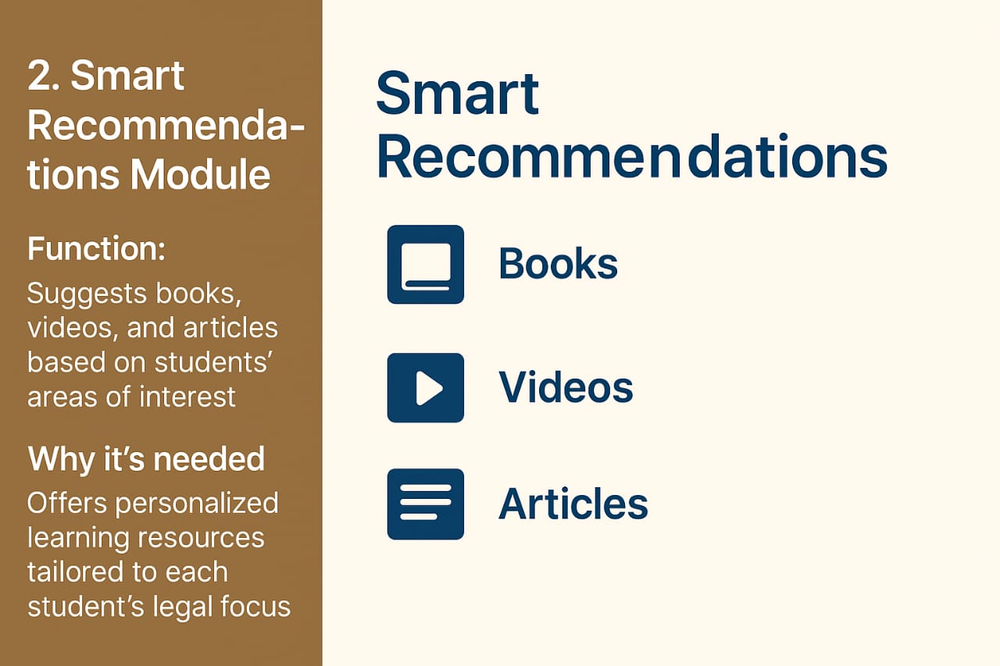 2. Smart
Recommenda-
tions Module
Function:
Suggests books,
videos, and articles
based on students’
areas of interest
Why it’s needed
Offers personalized
learning resources
tailored to each
student’s legal focus
Smart
Recommendations
Books
Videos
Articles